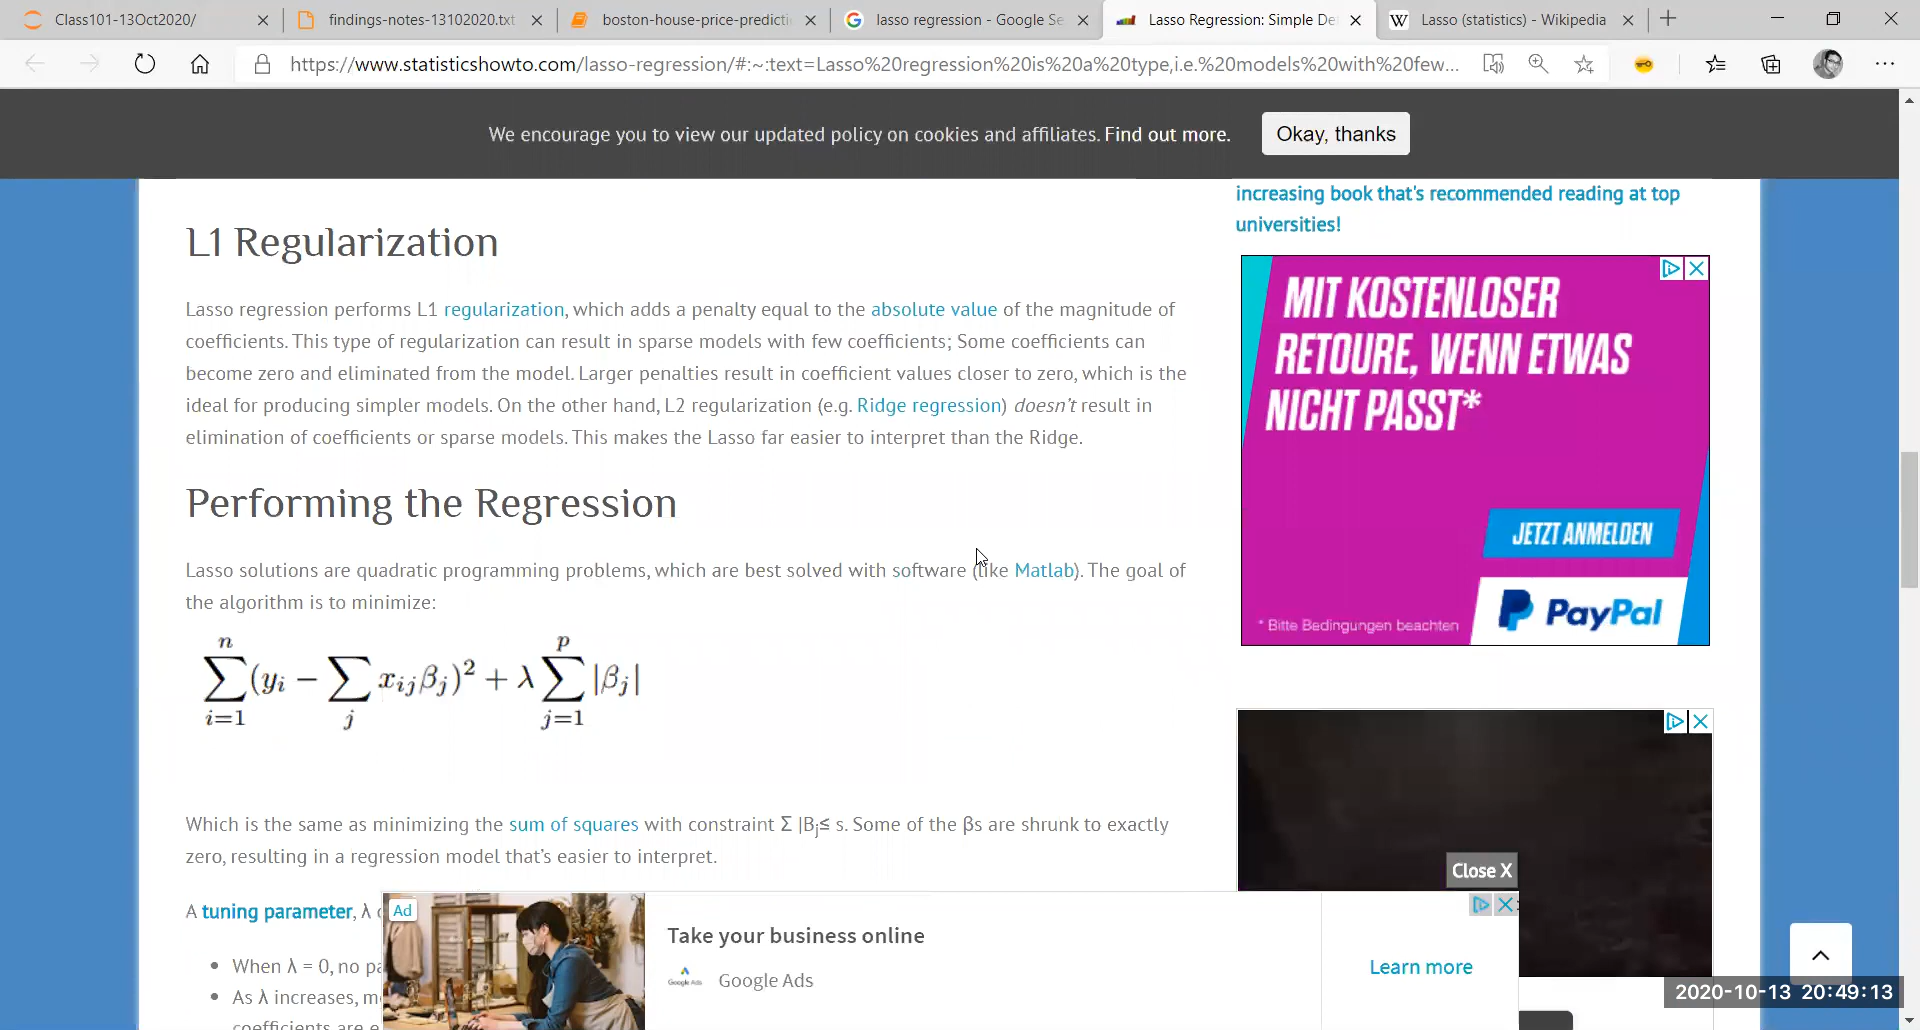 Class101-13Oct2020/
findings-notes-13102020.txt
boston-house-price-predicti
lasso regression - Google Se
Lasso Regression: Simple De
Lasso (statistics) - Wikipedia
https://www.statisticshowto.com/lasso-regression/#:~:text=Lasso%20regression%20is%20a%20type,i.e.%20models%20with%20few...
We encourage you to view our updated policy on cookies and affiliates. Find out more.
Okay, thanks
L1 Regularization
Lasso regression performs L1 regularization, which adds a penalty equal to the absolute value of the magnitude of
coefficients. This type of regularization can result in sparse models with few coefficients; Some coefficients can
become zero and eliminated from the model. Larger penalties result in coefficient values closer to zero, which is the
ideal for producing simpler models. On the other hand, L2 regularization (e.g. Ridge regression) doesn't result in
elimination of coefficients or sparse models. This makes the Lasso far easier to interpret than the Ridge.
Performing the Regression
Lasso solutions are quadratic programming problems, which are best solved with software (like Matlab). The goal of
the algorithm is to minimize:
n p
∑(yi − ∑ xijβj)² + λ∑|βj|
i=1 j j=1
Which is the same as minimizing the sum of squares with constraint Σ |Bj≤ s. Some of the βs are shrunk to exactly
zero, resulting in a regression model that's easier to interpret.
A tuning parameter, λ
When λ = 0, no pa
As λ increases, m
coefficients are e
increasing book that's recommended reading at top
universities!
MIT KOSTENLOSER
RETOURE, WENN ETWAS
NICHT PASST*
JETZT ANMELDEN
* Bitte Bedingungen beachten
PayPal
Close X
Ad
Take your business online
Google Ads
Google Ads
Learn more
2020-10-13 20:49:13